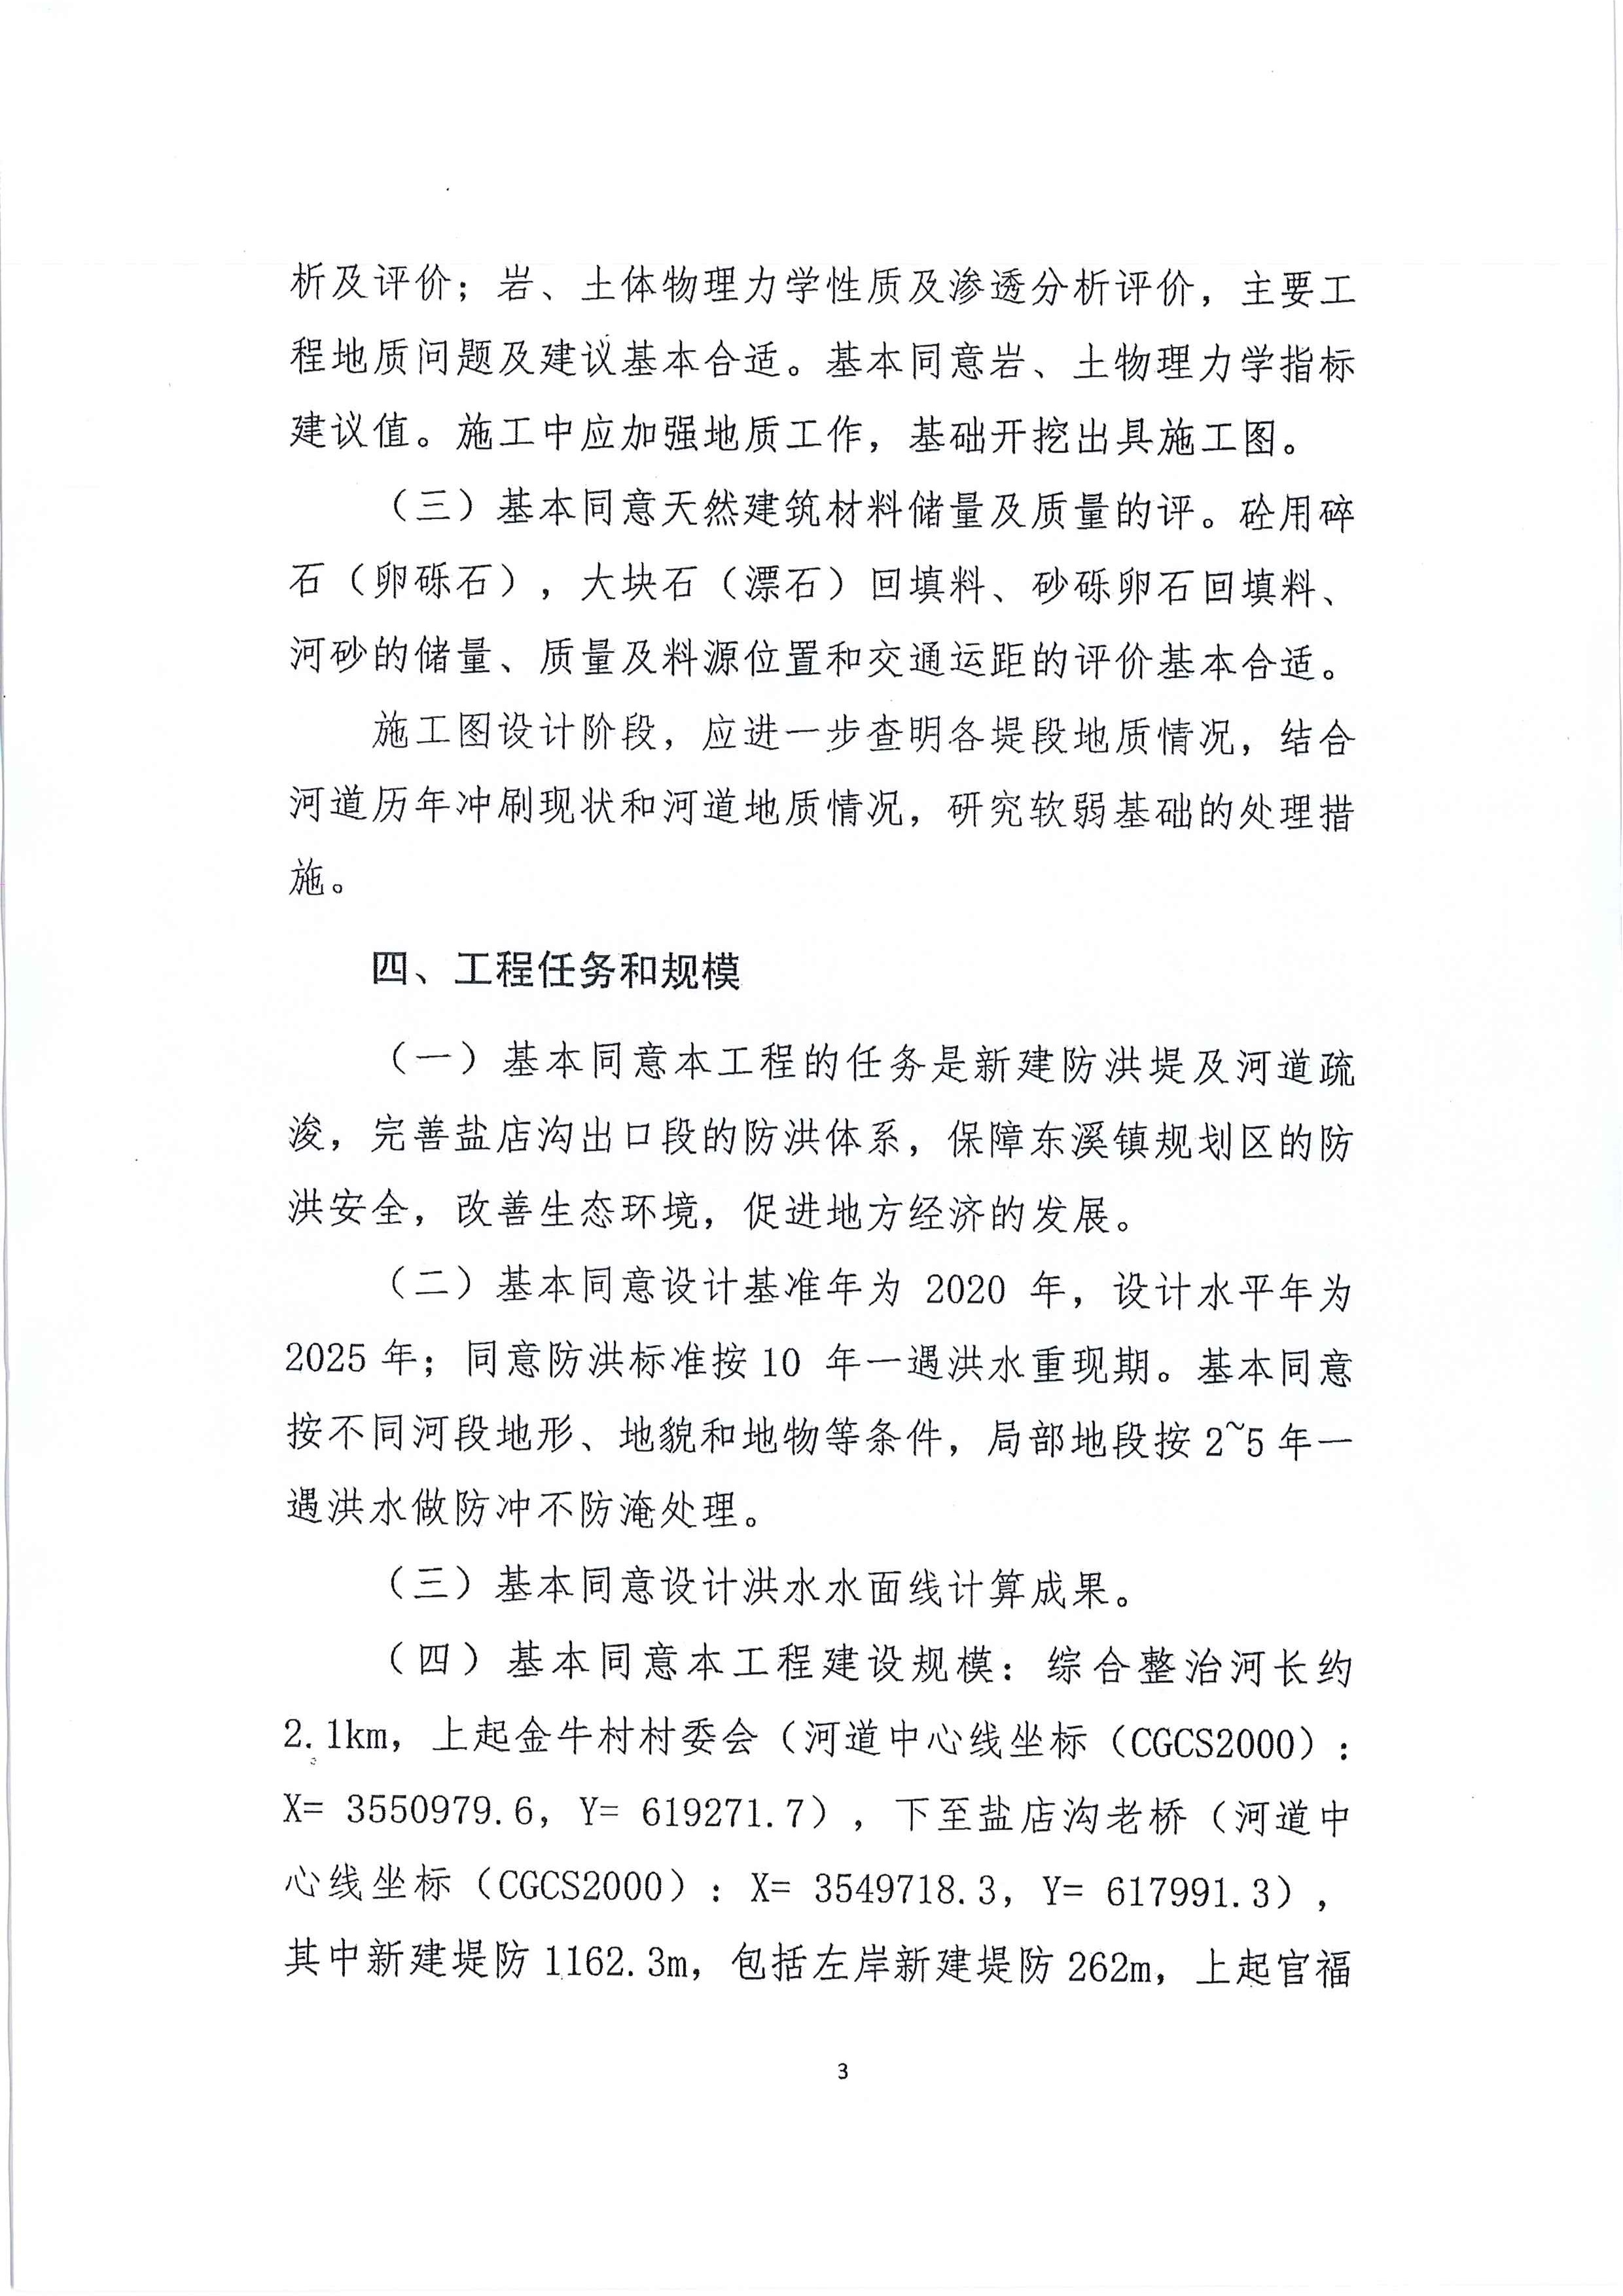 析及评价；岩、土体物理力学性质及渗透分析评价，主要工
程地质问题及建议基本合适。基本同意岩、土物理力学指标
建议值。施工中应加强地质工作，基础开挖出具施工图。
（三）基本同意天然建筑材料储量及质量的评。砼用碎
石（卵砾石），大块石（漂石）回填料、砂砾卵石回填料、
河砂的储量、质量及料源位置和交通运距的评价基本合适。
施工图设计阶段，应进一步查明各堤段地质情况，结合
河道历年冲刷现状和河道地质情况，研究软弱基础的处理措
施。
四、工程任务和规模
（一）基本同意本工程的任务是新建防洪堤及河道疏
浚，完善盐店沟出口段的防洪体系，保障东溪镇规划区的防
洪安全，改善生态环境，促进地方经济的发展。
（二）基本同意设计基准年为 2020 年，设计水平年为
2025 年；同意防洪标准按 10 年一遇洪水重现期。基本同意
按不同河段地形、地貌和地物等条件，局部地段按 2~5 年一
遇洪水做防冲不防淹处理。
（三）基本同意设计洪水水面线计算成果。
（四）基本同意本工程建设规模：综合整治河长约
2.1km，上起金牛村村委会（河道中心线坐标（CGCS2000）：
X= 3550979.6，Y= 619271.7），下至盐店沟老桥（河道中
心线坐标（CGCS2000）：X= 3549718.3，Y= 617991.3），
其中新建堤防 1162.3m，包括左岸新建堤防 262m，上起官福
3